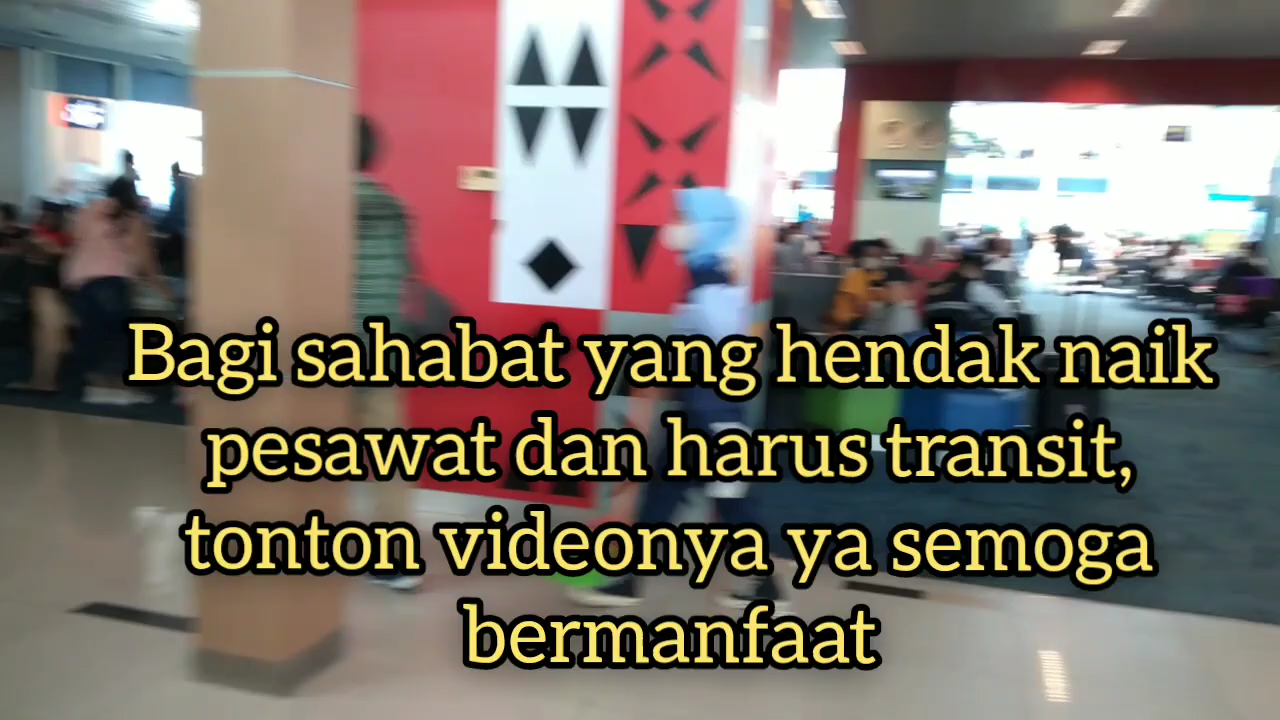 Bagi sahabat yang hendak naik
pesawat dan harus transit,
tonton videonya ya semoga
bermanfaat